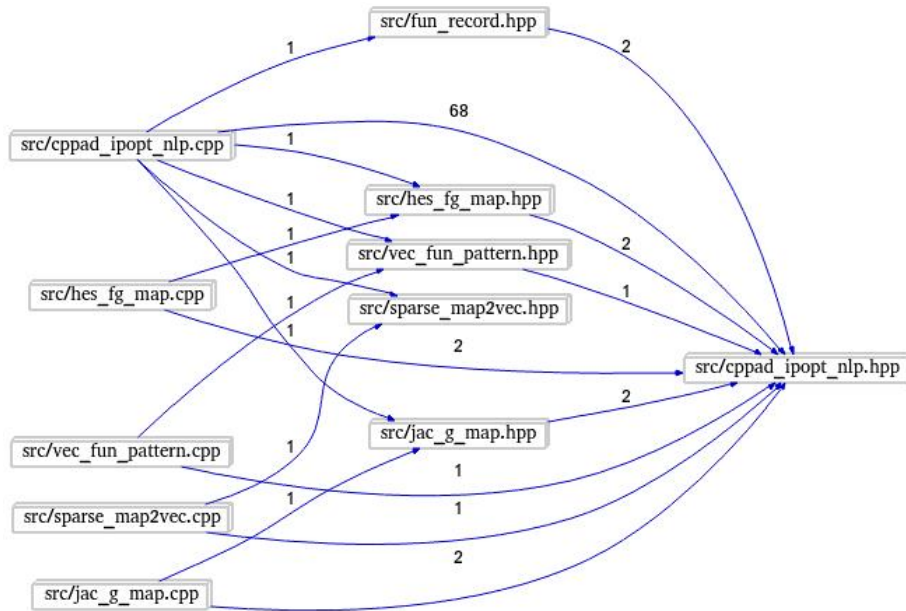 src/fun_record.hpp
1
2
68
src/cppad_ipopt_nlp.cpp
1
src/hes_fg_map.hpp
1
1
2
src/vec_fun_pattern.hpp
1
src/hes_fg_map.cpp
1
1
src/sparse_map2vec.hpp
1
2
src/cppad_ipopt_nlp.hpp
2
src/jac_g_map.hpp
src/vec_fun_pattern.cpp
1
1
1
1
src/sparse_map2vec.cpp
2
src/jac_g_map.cpp